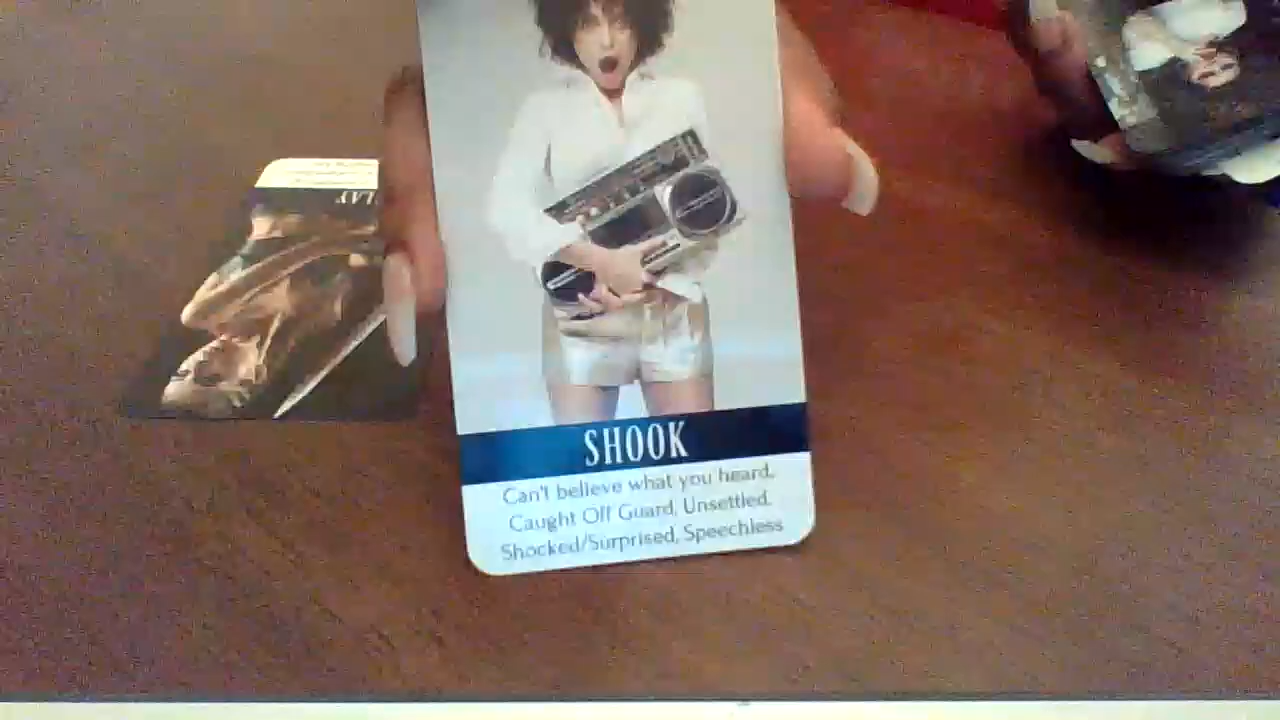 SHOOK
Can't believe what you heard,
Caught Off Guard, Unsettled,
Shocked/Surprised, Speechless